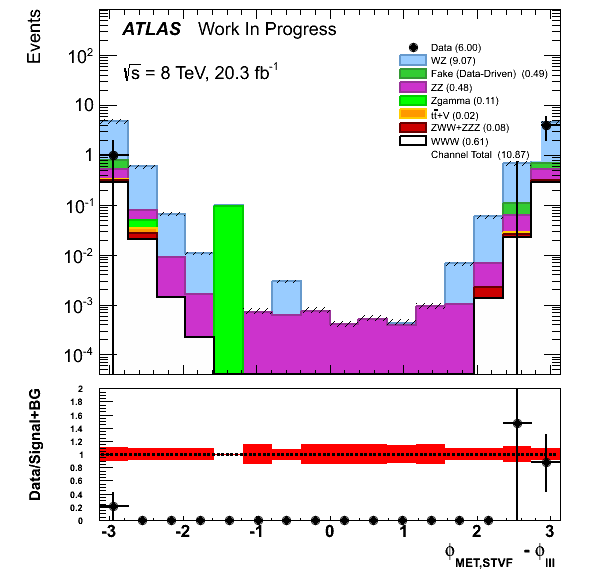 Events
ATLAS Work In Progress
√s = 8 TeV, 20.3 fb⁻¹
Data (6.00)
WZ (9.07)
Fake (Data-Driven) (0.49)
ZZ (0.48)
Zgamma (0.11)
tt̄+V (0.02)
ZWW+ZZZ (0.08)
WWW (0.61)
Channel Total (10.87)
10²
10
1
10⁻¹
10⁻²
10⁻³
10⁻⁴
Data/Signal+BG
2
1.8
1.6
1.4
1.2
1
0.8
0.6
0.4
0.2
0
-3 -2 -1 0 1 2 3
ϕMET,STVF - ϕlll